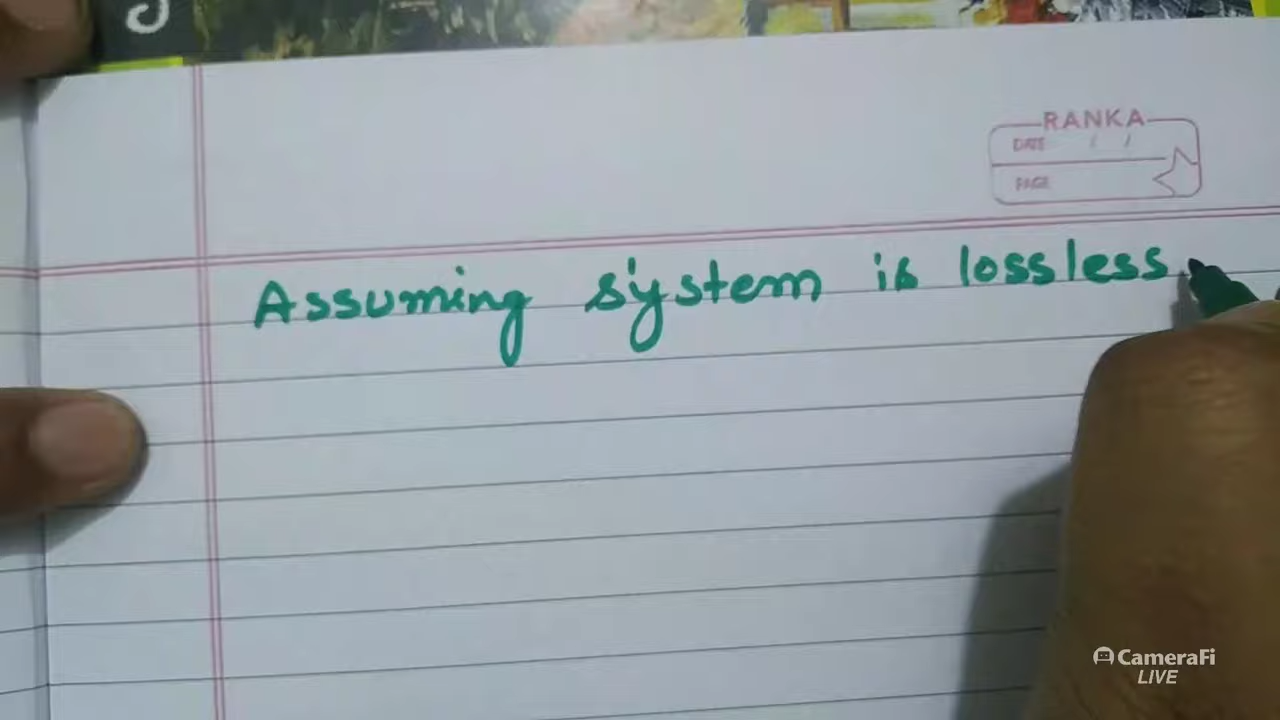 RANKA
DATE / /
PAGE
Assuming system is lossless.
CameraFi
LIVE